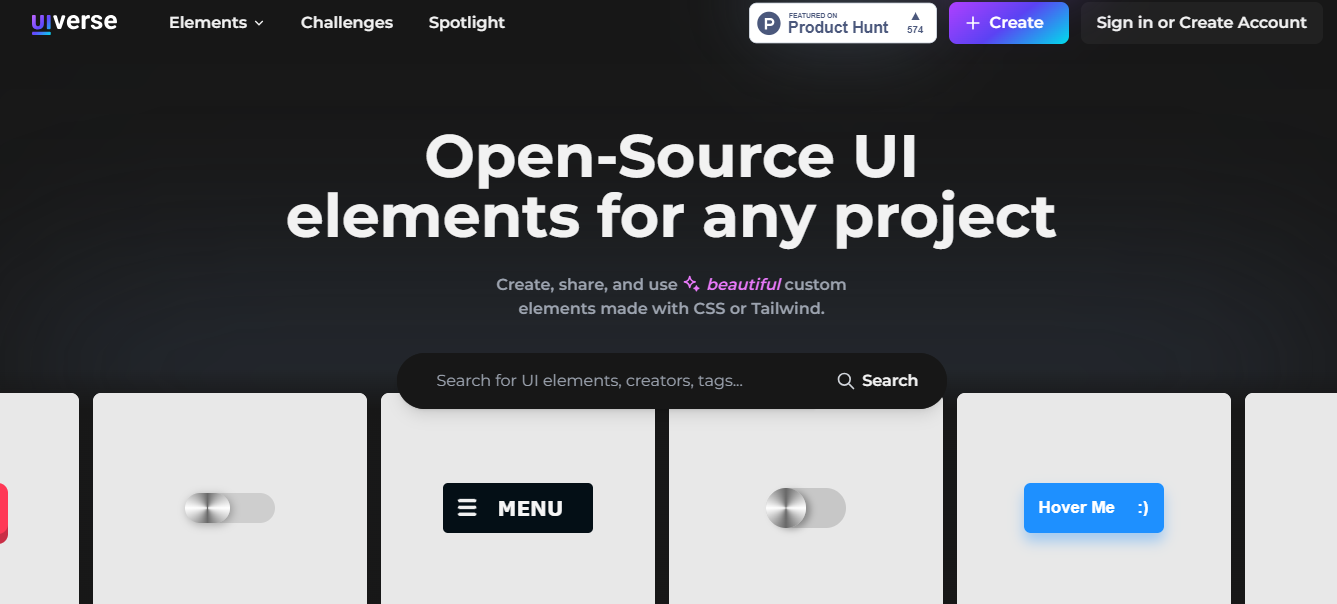 uiverse
Elements
Challenges
Spotlight
P
FEATURED ON
Product Hunt
▲
574
+ Create
Sign in or Create Account
Open-Source UI
elements for any project
Create, share, and use beautiful custom
elements made with CSS or Tailwind.
Search for UI elements, creators, tags...
Search
MENU
Hover Me :)